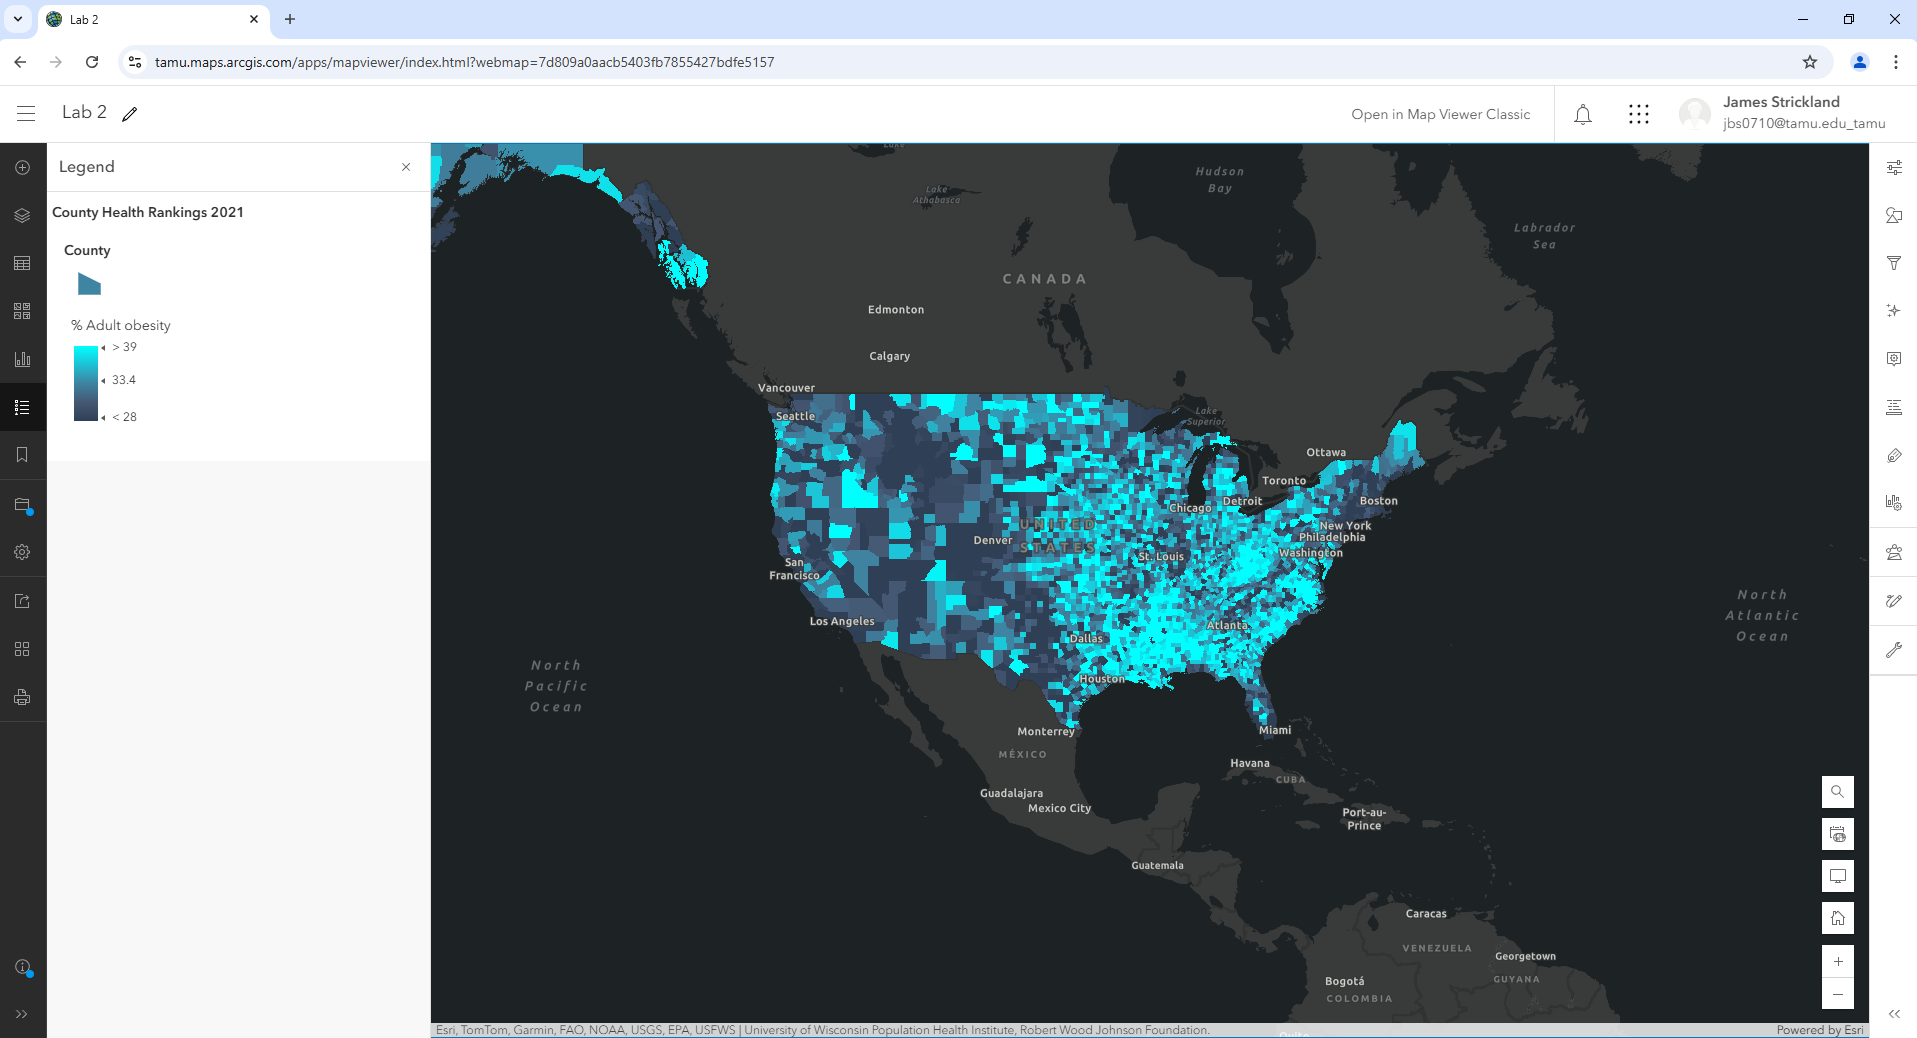 Lab 2
tamu.maps.arcgis.com/apps/mapviewer/index.html?webmap=7d809a0aacb5403fb7855427bdfe5157
Lab 2
Open in Map Viewer Classic
James Strickland
jbs0710@tamu.edu_tamu
Legend
County Health Rankings 2021
County
% Adult obesity
> 39
33.4
< 28
Lake
Hudson
Bay
Lake
Athabasca
Labrador
Sea
CANADA
Edmonton
Calgary
Vancouver
Seattle
Lake
Superior
Ottawa
Toronto
Detroit
Boston
Chicago
New York
Philadelphia
UNITED
STATES
Denver
St. Louis
Washington
San
Francisco
Los Angeles
Atlanta
Dallas
Houston
North
Atlantic
Ocean
North
Pacific
Ocean
Monterrey
Miami
MÉXICO
Havana
CUBA
Guadalajara
Mexico City
Port-au-
Prince
Guatemala
Caracas
VENEZUELA
Georgetown
GUYANA
Bogotá
COLOMBIA
Quito
Esri, TomTom, Garmin, FAO, NOAA, USGS, EPA, USFWS | University of Wisconsin Population Health Institute, Robert Wood Johnson Foundation.
Powered by Esri